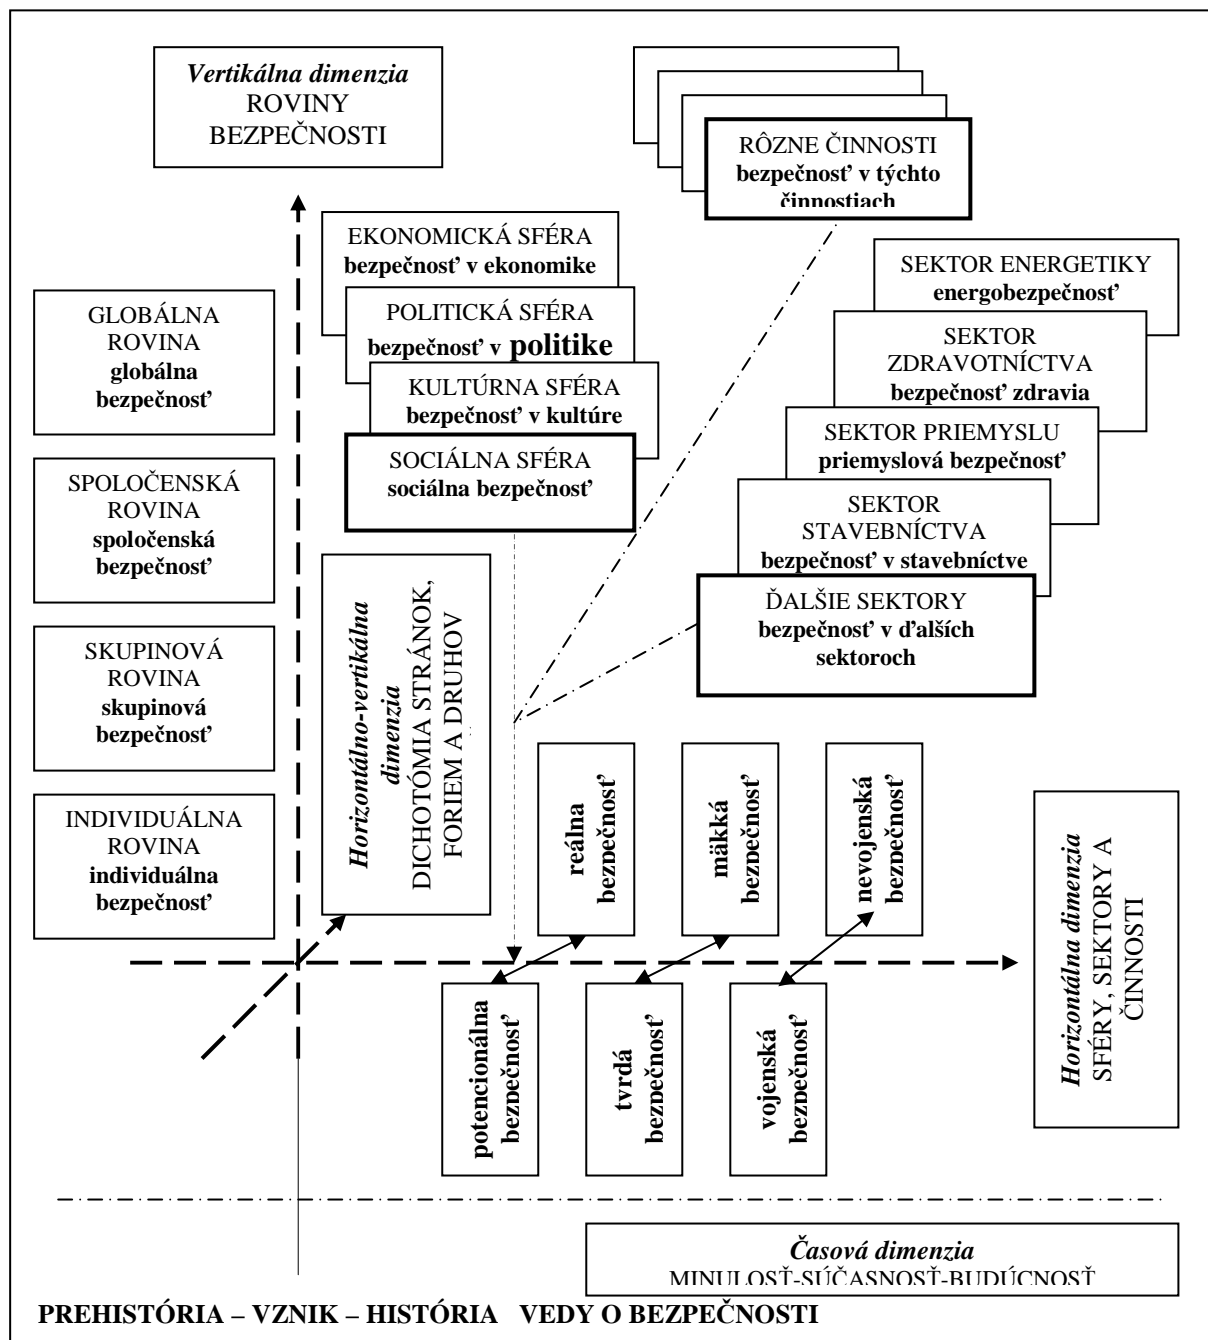 Vertikálna dimenzia
ROVINY
BEZPEČNOSTI
RÔZNE ČINNOSTI
bezpečnosť v týchto
činnostiach
EKONOMICKÁ SFÉRA
bezpečnosť v ekonomike
POLITICKÁ SFÉRA
bezpečnosť v politike
KULTÚRNA SFÉRA
bezpečnosť v kultúre
SOCIÁLNA SFÉRA
sociálna bezpečnosť
SEKTOR ENERGETIKY
energobezpečnosť
SEKTOR
ZDRAVOTNÍCTVA
bezpečnosť zdravia
SEKTOR PRIEMYSLU
priemyslová bezpečnosť
SEKTOR
STAVEBNÍCTVA
bezpečnosť v stavebníctve
ĎALŠIE SEKTORY
bezpečnosť v ďalších
sektoroch
GLOBÁLNA
ROVINA
globálna
bezpečnosť
SPOLOČENSKÁ
ROVINA
spoločenská
bezpečnosť
SKUPINOVÁ
ROVINA
skupinová
bezpečnosť
INDIVIDUÁLNA
ROVINA
individuálna
bezpečnosť
Horizontálno-vertikálna
dimenzia
DICHOTÓMIA STRÁNOK,
FORIEM A DRUHOV
reálna
bezpečnosť
mäkká
bezpečnosť
nevojenská
bezpečnosť
potencionálna
bezpečnosť
tvrdá
bezpečnosť
vojenská
bezpečnosť
Horizontálna dimenzia
SFÉRY, SEKTORY A
ČINNOSTI
Časová dimenzia
MINULOSŤ-SÚČASNOSŤ-BUDÚCNOSŤ
PREHISTÓRIA – VZNIK – HISTÓRIA VEDY O BEZPEČNOSTI